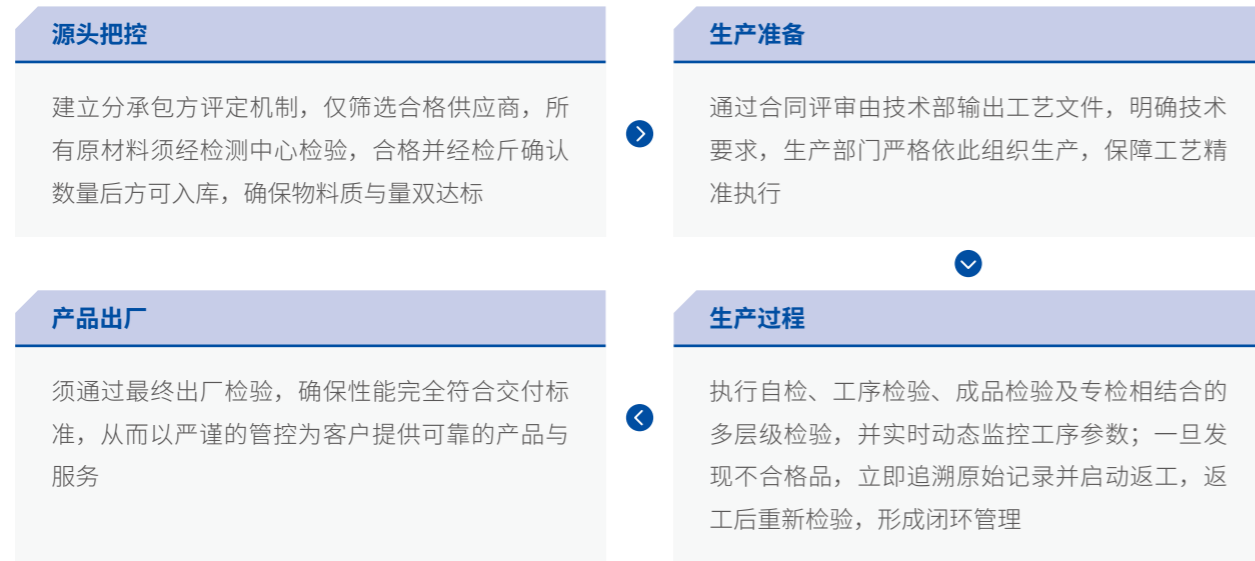 源头把控
建立分承包方评定机制，仅筛选合格供应商，所
有原材料须经检测中心检验，合格并经检斤确认
数量后方可入库，确保物料质与量双达标
生产准备
通过合同评审由技术部输出工艺文件，明确技术
要求，生产部门严格依此组织生产，保障工艺精
准执行
生产过程
执行自检、工序检验、成品检验及专检相结合的
多层级检验，并实时动态监控工序参数；一旦发
现不合格品，立即追溯原始记录并启动返工，返
工后重新检验，形成闭环管理
产品出厂
须通过最终出厂检验，确保性能完全符合交付标
准，从而以严谨的管控为客户提供可靠的产品与
服务